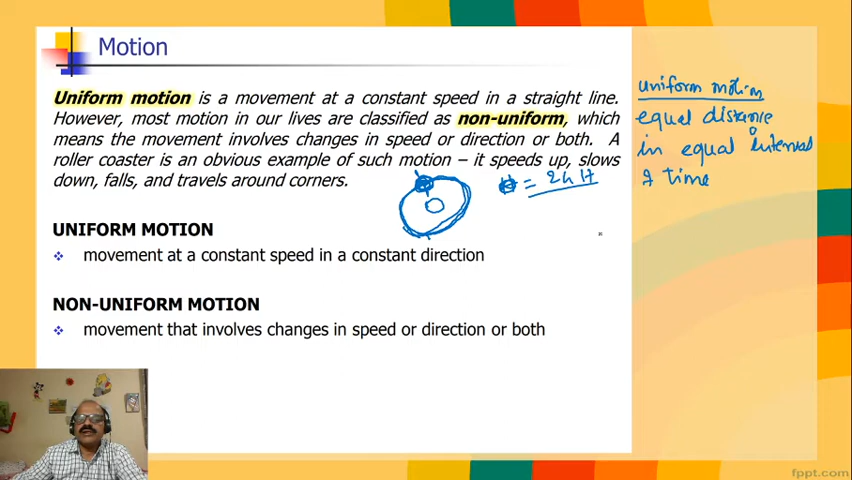 Motion
Uniform motion is a movement at a constant speed in a straight line.
However, most motion in our lives are classified as non-uniform, which
means the movement involves changes in speed or direction or both. A
roller coaster is an obvious example of such motion – it speeds up, slows
down, falls, and travels around corners.
UNIFORM MOTION
❖ movement at a constant speed in a constant direction
NON-UNIFORM MOTION
❖ movement that involves changes in speed or direction or both
uniform motion
equal distance
in equal interval
time
fppt.com